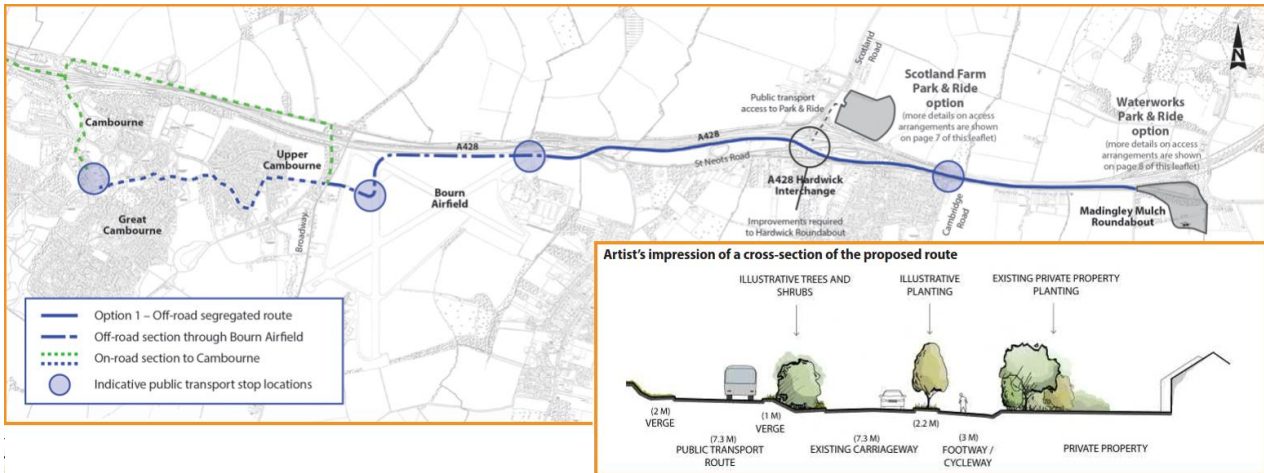 Cambourne
Great
Cambourne
Upper
Cambourne
Broadway
A428
Bourn
Airfield
St Neots Road
A428
Public transport
access to Park & Ride
Scotland
Road
Scotland Farm
Park & Ride
option
(more details on access
arrangements are shown
on page 7 of this leaflet)
A428 Hardwick
Interchange
Improvements required
to Hardwick Roundabout
Cambridge
Road
Waterworks
Park & Ride
option
(more details on access
arrangements are shown
on page 8 of this leaflet)
Madingley Mulch
Roundabout
N
Option 1 – Off-road segregated route
Off-road section through Bourn Airfield
On-road section to Cambourne
Indicative public transport stop locations
Artist's impression of a cross-section of the proposed route
ILLUSTRATIVE TREES AND
SHRUBS
ILLUSTRATIVE
PLANTING
EXISTING PRIVATE PROPERTY
PLANTING
(2 M)
VERGE
(7.3 M)
PUBLIC TRANSPORT
ROUTE
(1 M)
VERGE
(7.3 M)
EXISTING CARRIAGEWAY
(2.2 M)
(3 M)
FOOTWAY /
CYCLEWAY
PRIVATE PROPERTY